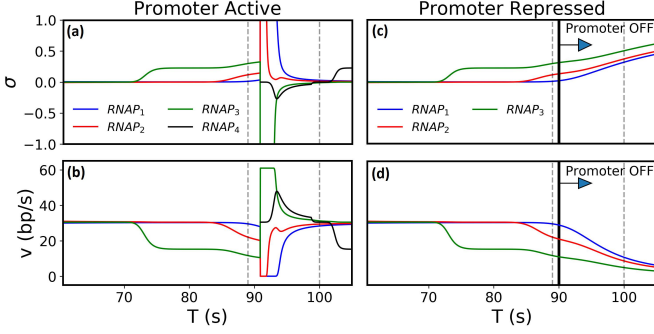 Promoter Active
Promoter Repressed
(a)
1.0
0.5
0.0
−0.5
−1.0
σ
RNAP1
RNAP2
RNAP3
RNAP4
(c)
Promoter OFF
RNAP1
RNAP2
RNAP3
(b)
60
40
20
0
v (bp/s)
70
80
90
100
T (s)
(d)
Promoter OFF
70
80
90
100
T (s)